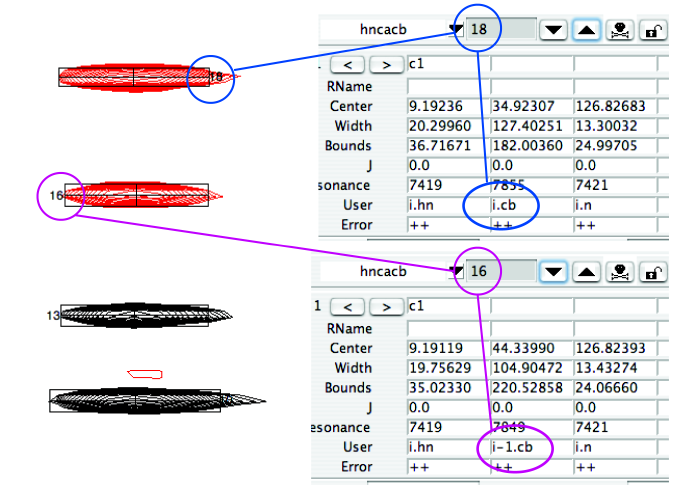 hncacb 18
< > c1
RName
Center 9.19236 34.92307 126.82683
Width 20.29960 127.40251 13.30032
Bounds 36.71671 182.00360 24.99705
J 0.0 0.0 0.0
sonance 7419 7855 7421
User i.hn i.cb i.n
Error ++ ++ ++
18
16
13
hncacb 16
1 < > c1
RName
Center 9.19119 44.33990 126.82393
Width 19.75629 104.90472 13.43274
Bounds 35.02330 220.52858 24.06660
J 0.0 0.0 0.0
esonance 7419 7849 7421
User i.hn i-1.cb i.n
Error ++ ++ ++